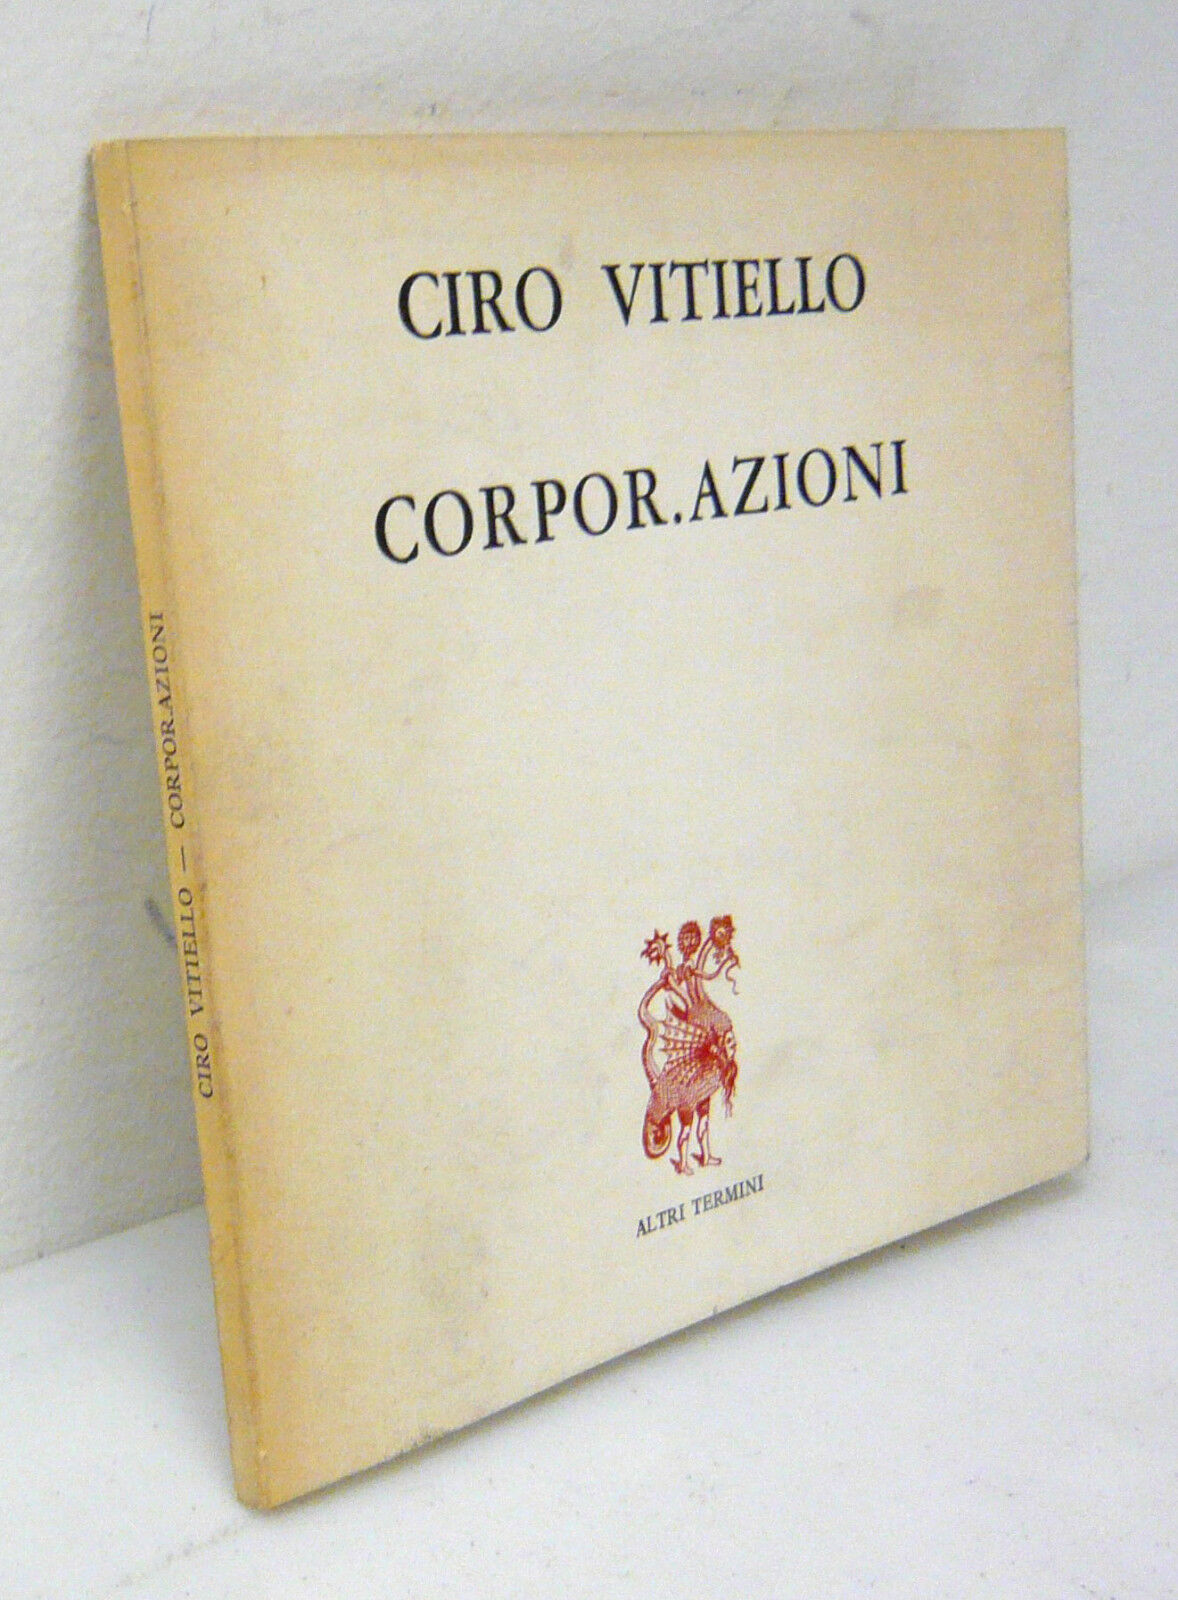 CIRO VITIELLO
CORPOR.AZIONI
ALTRI TERMINI
CIRO VITIELLO — CORPOR.AZIONI